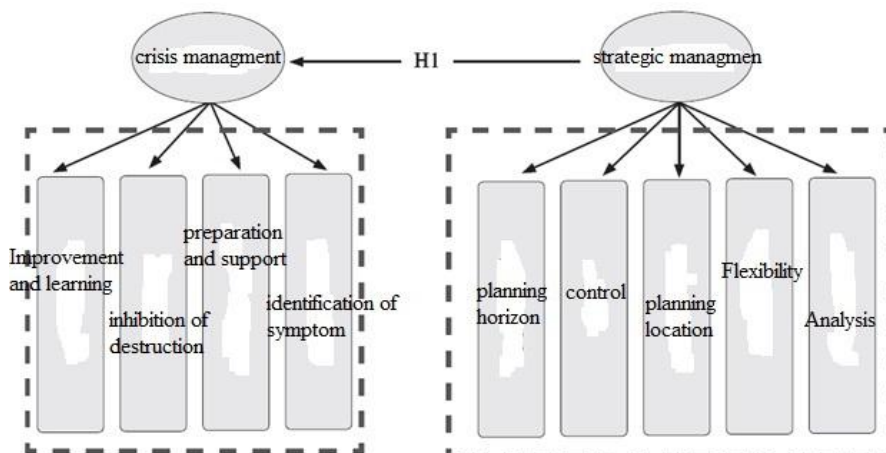 crisis managment
H1
strategic managmen
Improvement
and learning
inhibition of
destruction
preparation
and support
identification of
symptom
planning
horizon
control
planning
location
Flexibility
Analysis